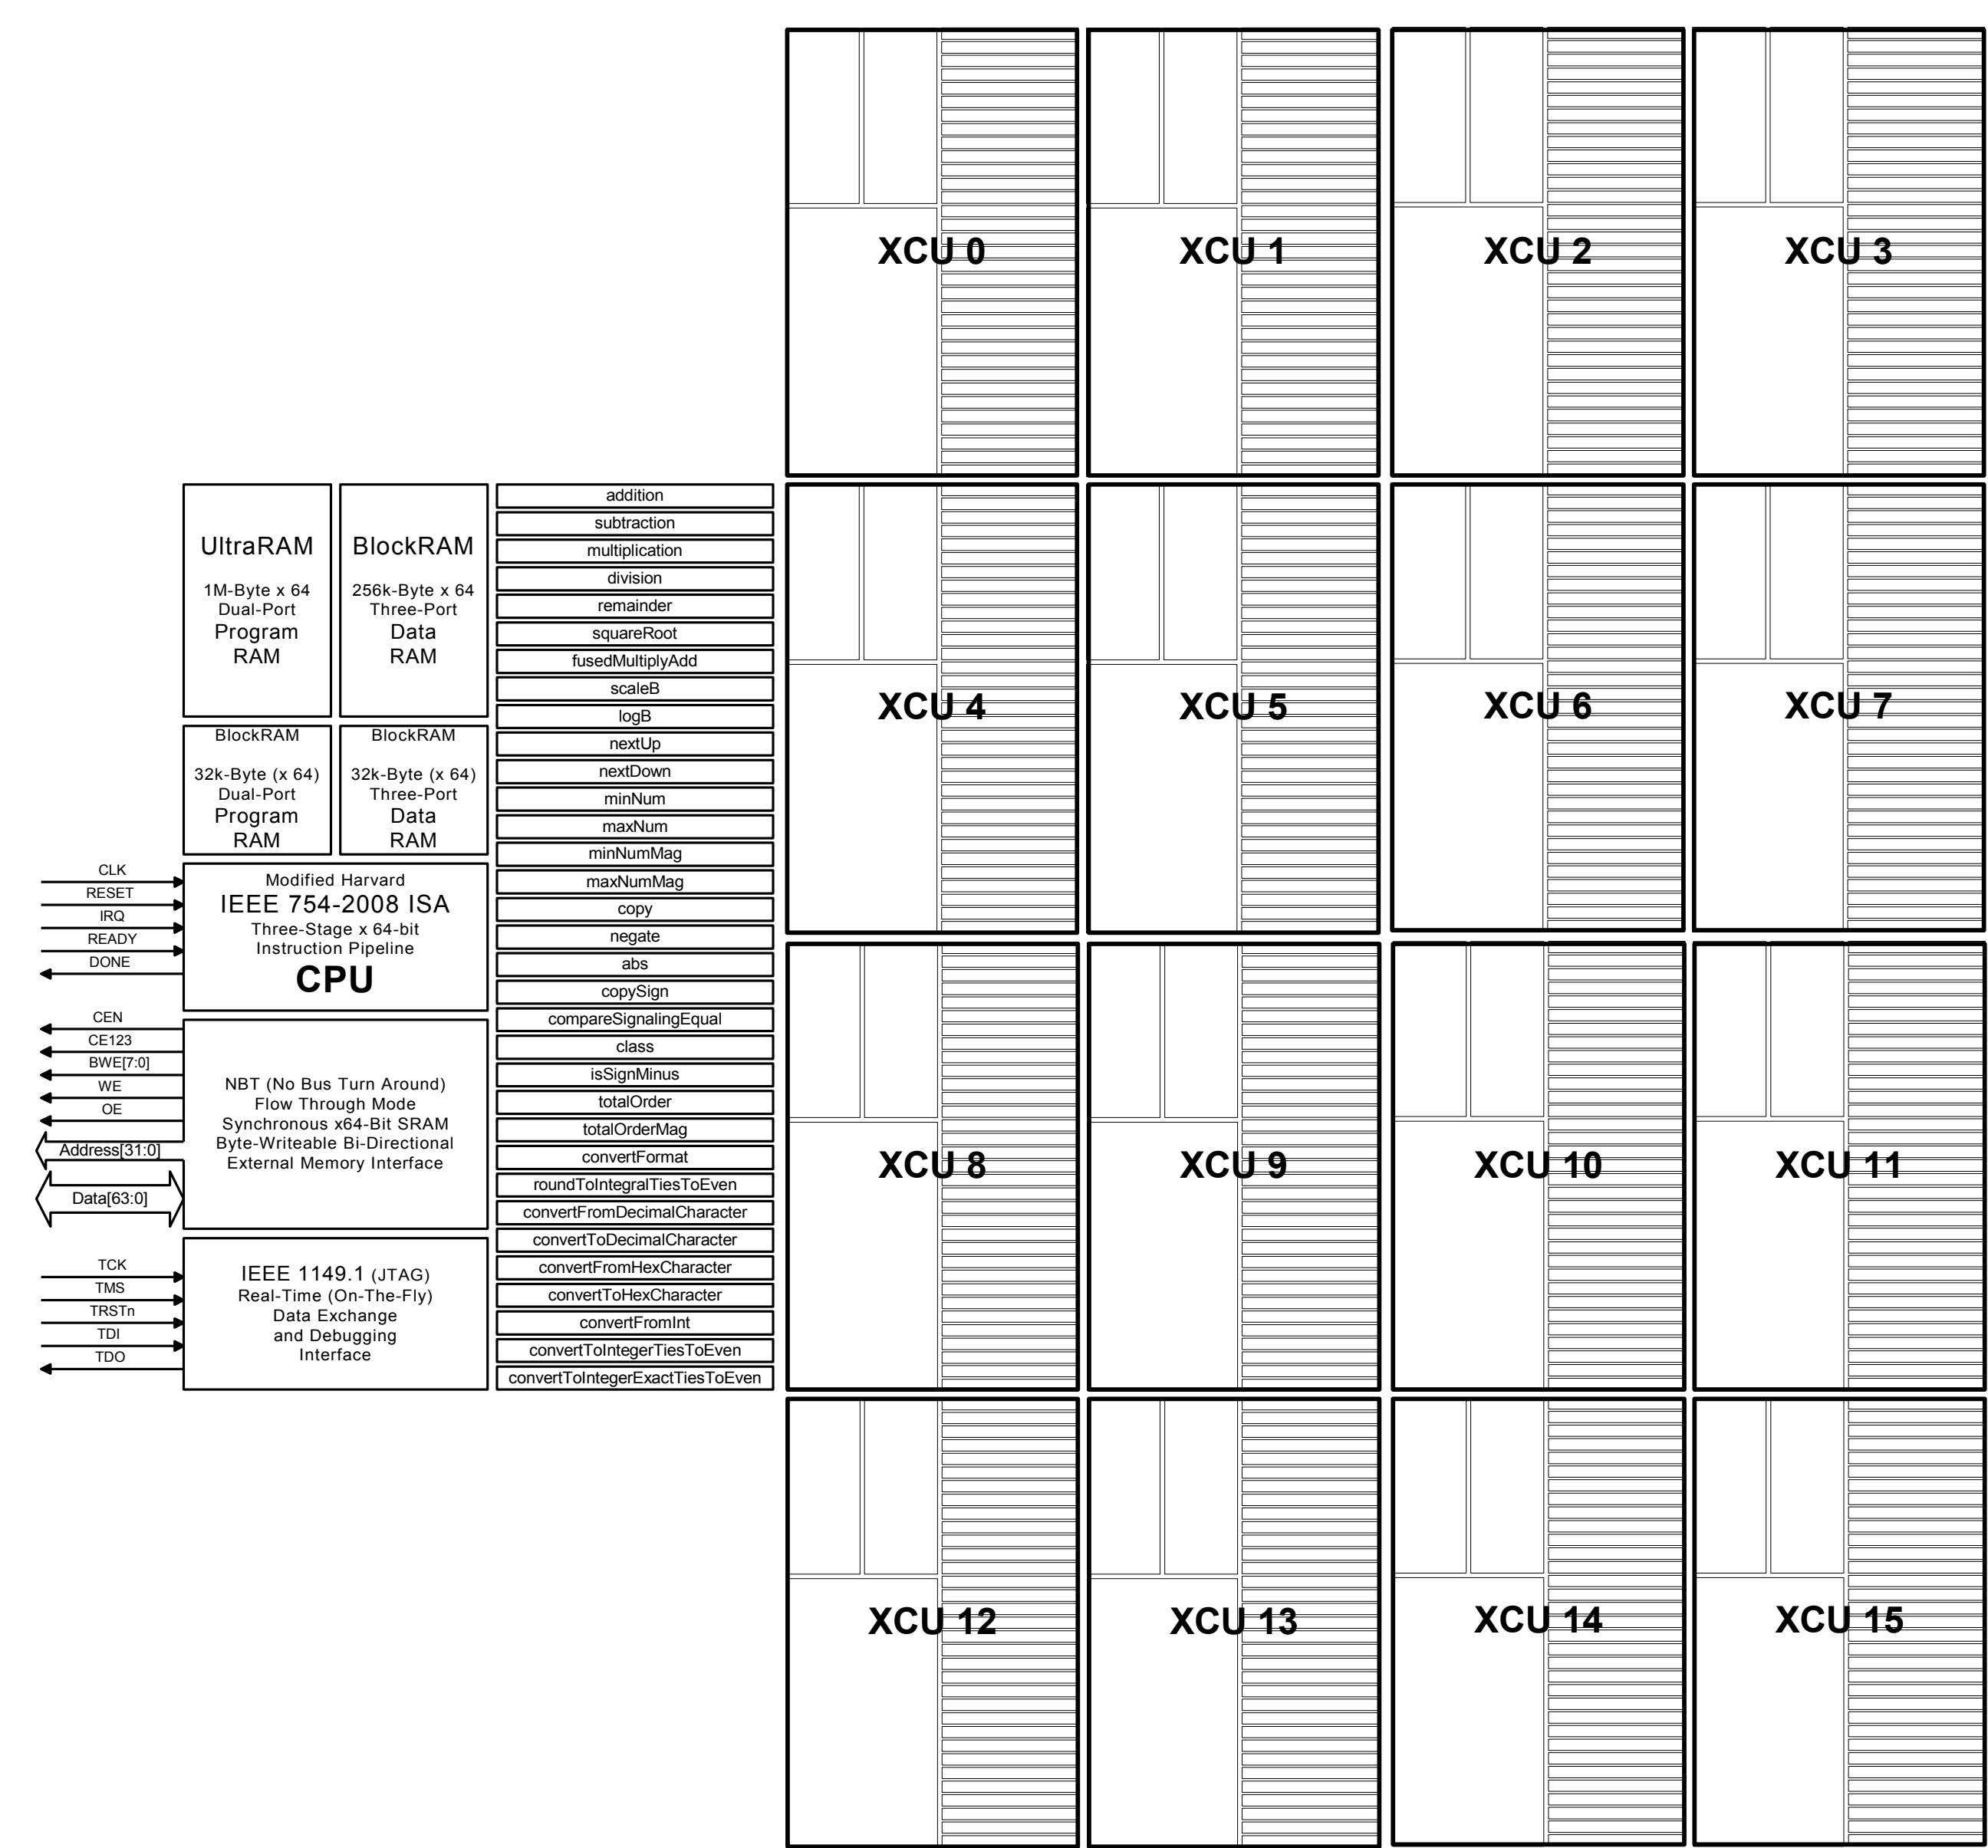 XCU 0
XCU 1
XCU 2
XCU 3
UltraRAM
1M-Byte x 64
Dual-Port
Program
RAM
BlockRAM
256k-Byte x 64
Three-Port
Data
RAM
BlockRAM
32k-Byte (x 64)
Dual-Port
Program
RAM
BlockRAM
32k-Byte (x 64)
Three-Port
Data
RAM
CLK
RESET
IRQ
READY
DONE
Modified Harvard
IEEE 754-2008 ISA
Three-Stage x 64-bit
Instruction Pipeline
CPU
CEN
CE123
BWE[7:0]
WE
OE
Address[31:0]
Data[63:0]
NBT (No Bus Turn Around)
Flow Through Mode
Synchronous x64-Bit SRAM
Byte-Writeable Bi-Directional
External Memory Interface
TCK
TMS
TRSTn
TDI
TDO
IEEE 1149.1 (JTAG)
Real-Time (On-The-Fly)
Data Exchange
and Debugging
Interface
addition
subtraction
multiplication
division
remainder
squareRoot
fusedMultiplyAdd
scaleB
logB
nextUp
nextDown
minNum
maxNum
minNumMag
maxNumMag
copy
negate
abs
copySign
compareSignalingEqual
class
isSignMinus
totalOrder
totalOrderMag
convertFormat
roundToIntegralTiesToEven
convertFromDecimalCharacter
convertToDecimalCharacter
convertFromHexCharacter
convertToHexCharacter
convertFromInt
convertToIntegerTiesToEven
convertToIntegerExactTiesToEven
XCU 4
XCU 5
XCU 6
XCU 7
XCU 8
XCU 9
XCU 10
XCU 11
XCU 12
XCU 13
XCU 14
XCU 15